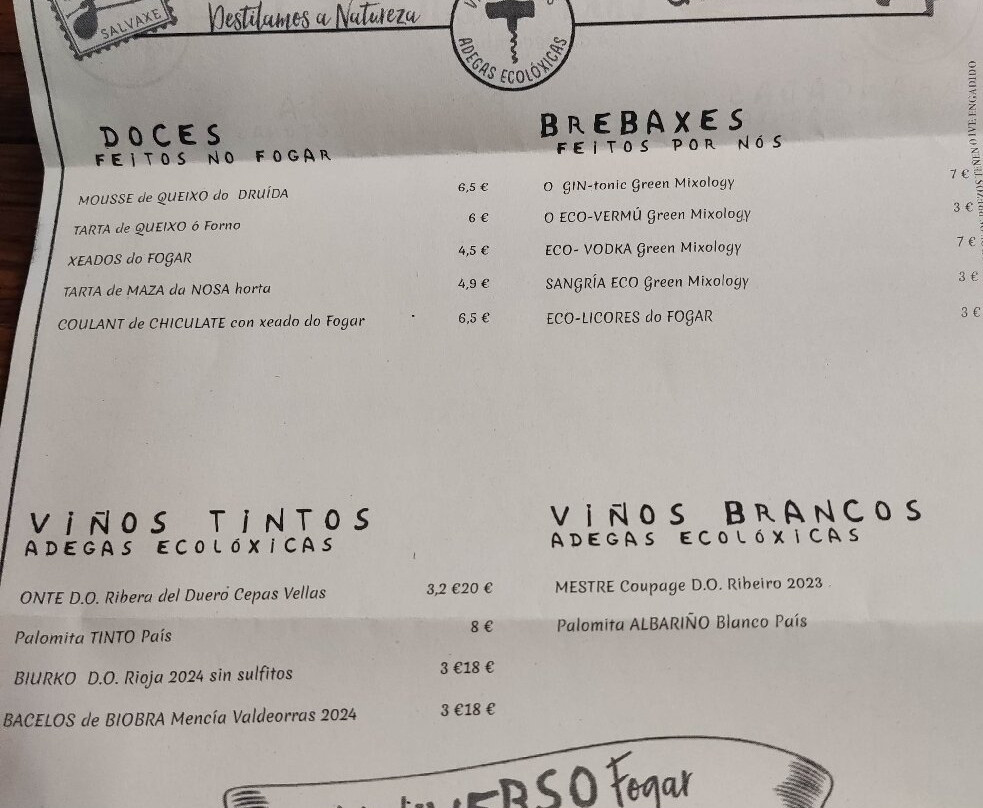 SALVAXE
Destilamos a Natureza
ADEGAS ECOLÓXICAS
DOCES
FEITOS NO FOGAR
MOUSSE de QUEIXO do DRUÍDA 6,5 €
TARTA de QUEIXO ó Forno 6 €
XEADOS do FOGAR 4,5 €
TARTA de MAZA da NOSA horta 4,9 €
COULANT de CHICULATE con xeado do Fogar 6,5 €
BREBAXES
FEITOS POR NÓS
O GIN-tonic Green Mixology 7 €
O ECO-VERMÚ Green Mixology 3 €
ECO- VODKA Green Mixology 7 €
SANGRÍA ECO Green Mixology 3 €
ECO-LICORES do FOGAR 3 €
IVE ENGADIDO
VIÑOS TINTOS
ADEGAS ECOLÓXICAS
ONTE D.O. Ribera del Duero Cepas Vellas 3,2 €20 €
Palomita TINTO País 8 €
BIURKO D.O. Rioja 2024 sin sulfitos 3 €18 €
BACELOS de BIOBRA Mencía Valdeorras 2024 3 €18 €
VIÑOS BRANCOS
ADEGAS ECOLÓXICAS
MESTRE Coupage D.O. Ribeiro 2023
Palomita ALBARIÑO Blanco País
Fogar